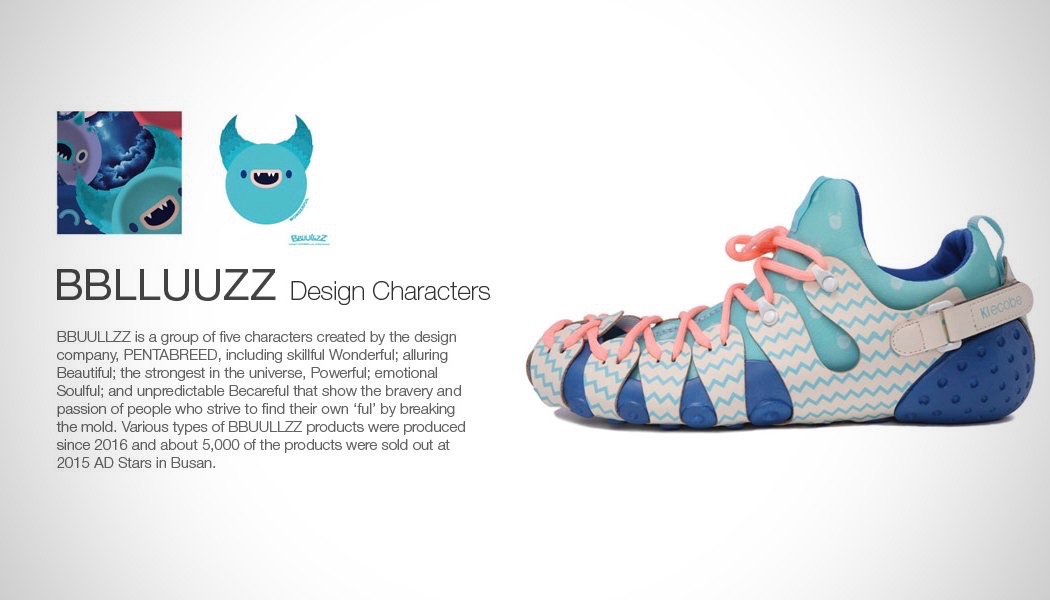 WONDERFUL
BBUULLZZ
BBLLUUZZ Design Characters
BBUULLZZ is a group of five characters created by the design
company, PENTABREED, including skillful Wonderful; alluring
Beautiful; the strongest in the universe, Powerful; emotional
Soulful; and unpredictable Becareful that show the bravery and
passion of people who strive to find their own ‘ful’ by breaking
the mold. Various types of BBUULLZZ products were produced
since 2016 and about 5,000 of the products were sold out at
2015 AD Stars in Busan.
Klecobe